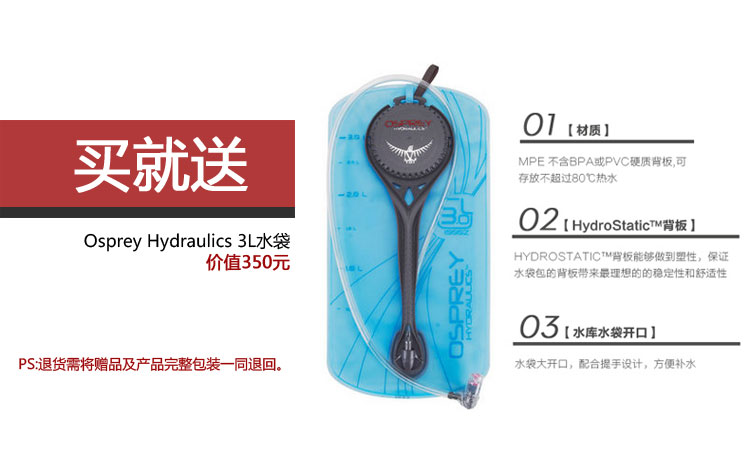 买就送
Osprey Hydraulics 3L水袋
价值350元
PS:退货需将赠品及产品完整包装一同退回。
OSPREY
HYDRAULICS
3.0 L
2.0 L
3L
OSPREY
HYDRAULICS
01【材质】
MPE 不含BPA或PVC硬质背板,可
存放不超过80℃热水
02【HydroStatic™背板】
HYDROSTATIC™背板能够做到塑性，保证
水袋包的背板带来最理想的的稳定性和舒适性
03【水库水袋开口】
水袋大开口，配合提手设计，方便补水